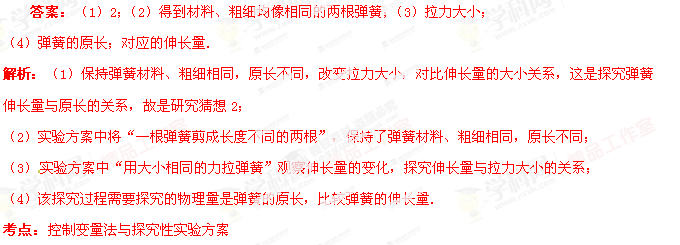 答案：（1）2；（2）得到材料、粗细均像相同的两根弹簧，（3）拉力大小；
（4）弹簧的原长；对应的伸长量．
解析：（1）保持弹簧材料、粗细相同，原长不同，改变拉力大小，对比伸长量的大小关系，这是探究弹簧
伸长量与原长的关系，故是研究猜想2；
（2）实验方案中将“一根弹簧剪成长度不同的两根”，保持了弹簧材料、粗细相同，原长不同；
（3）实验方案中“用大小相同的力拉弹簧”观察伸长量的变化，探究伸长量与拉力大小的关系；
（4）该探究过程需要探究的物理量是弹簧的原长，比较弹簧的伸长量．
考点：控制变量法与探究性实验方案